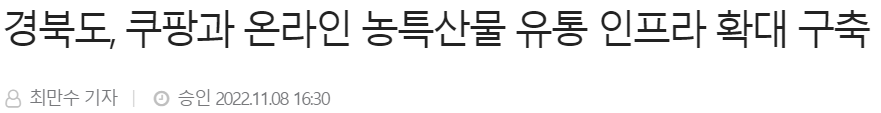 경북도, 쿠팡과 온라인 농특산물 유통 인프라 확대 구축
최만수 기자 | 승인 2022.11.08 16:30